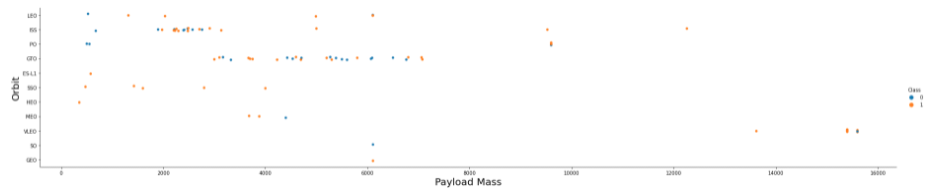 LEO
ISS
PO
GTO
ES-L1
SSO
HEO
MEO
VLEO
SO
GEO
Orbit
0 2000 4000 6000 8000 10000 12000 14000 16000
Payload Mass
Class
0
1